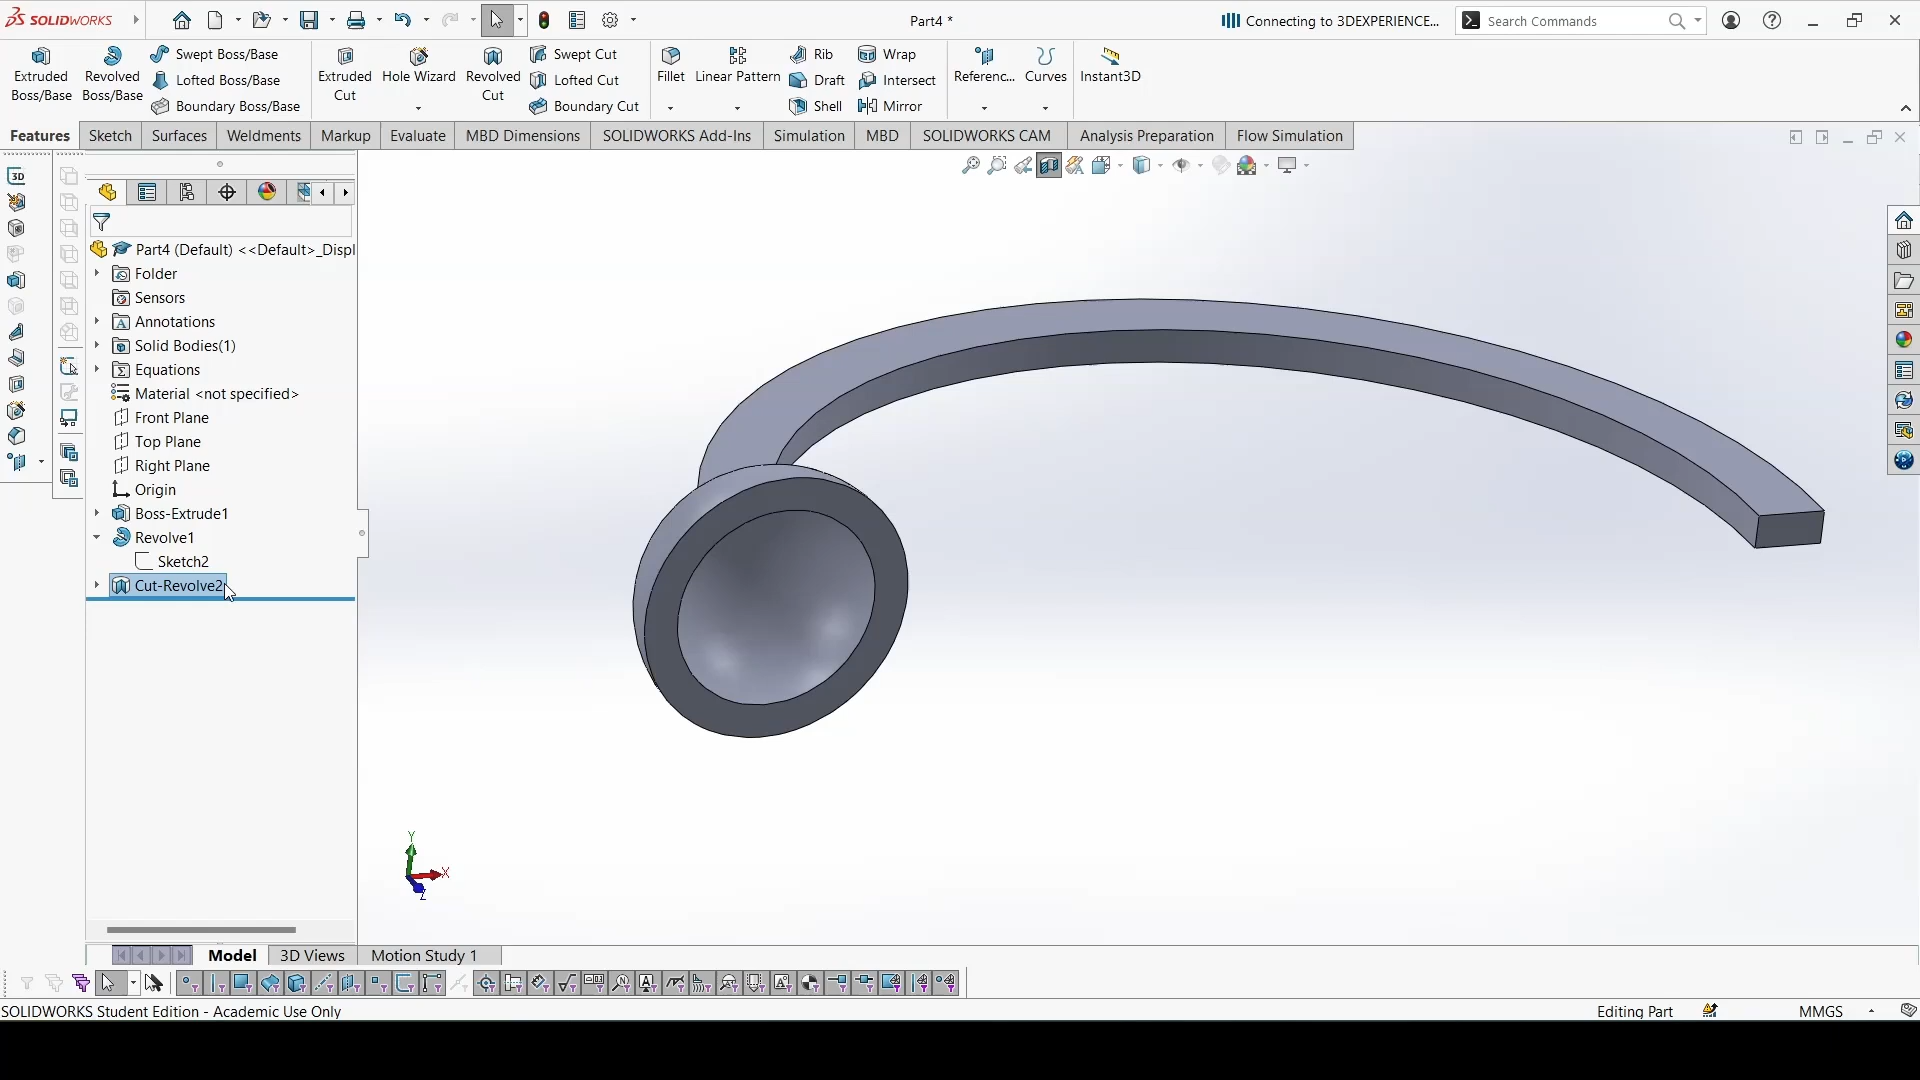 SOLIDWORKS
Part4 *
Connecting to 3DEXPERIENCE...
Search Commands
Extruded Boss/Base
Revolved Boss/Base
Swept Boss/Base
Lofted Boss/Base
Boundary Boss/Base
Extruded Cut
Hole Wizard
Revolved Cut
Swept Cut
Lofted Cut
Boundary Cut
Fillet
Linear Pattern
Rib
Draft
Shell
Wrap
Intersect
Mirror
Referenc...
Curves
Instant3D
Features
Sketch
Surfaces
Weldments
Markup
Evaluate
MBD Dimensions
SOLIDWORKS Add-Ins
Simulation
MBD
SOLIDWORKS CAM
Analysis Preparation
Flow Simulation
3D
Part4 (Default) <<Default>_Displ
Folder
Sensors
Annotations
Solid Bodies(1)
Equations
Material <not specified>
Front Plane
Top Plane
Right Plane
Origin
Boss-Extrude1
Revolve1
Sketch2
Cut-Revolve2
Y
X
Z
Model
3D Views
Motion Study 1
SOLIDWORKS Student Edition - Academic Use Only
Editing Part
MMGS